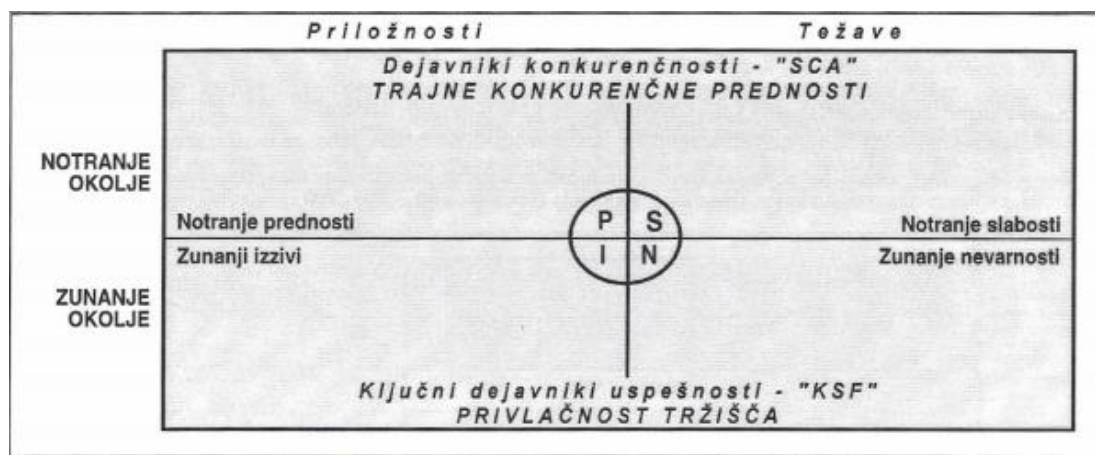 Priložnosti Težave
Dejavniki konkurenčnosti - "SCA"
TRAJNE KONKURENČNE PREDNOSTI
NOTRANJE
OKOLJE
P S
Notranje prednosti Notranje slabosti
Zunanji izzivi Zunanje nevarnosti
I N
ZUNANJE
OKOLJE
Ključni dejavniki uspešnosti - "KSF"
PRIVLAČNOST TRŽIŠČA